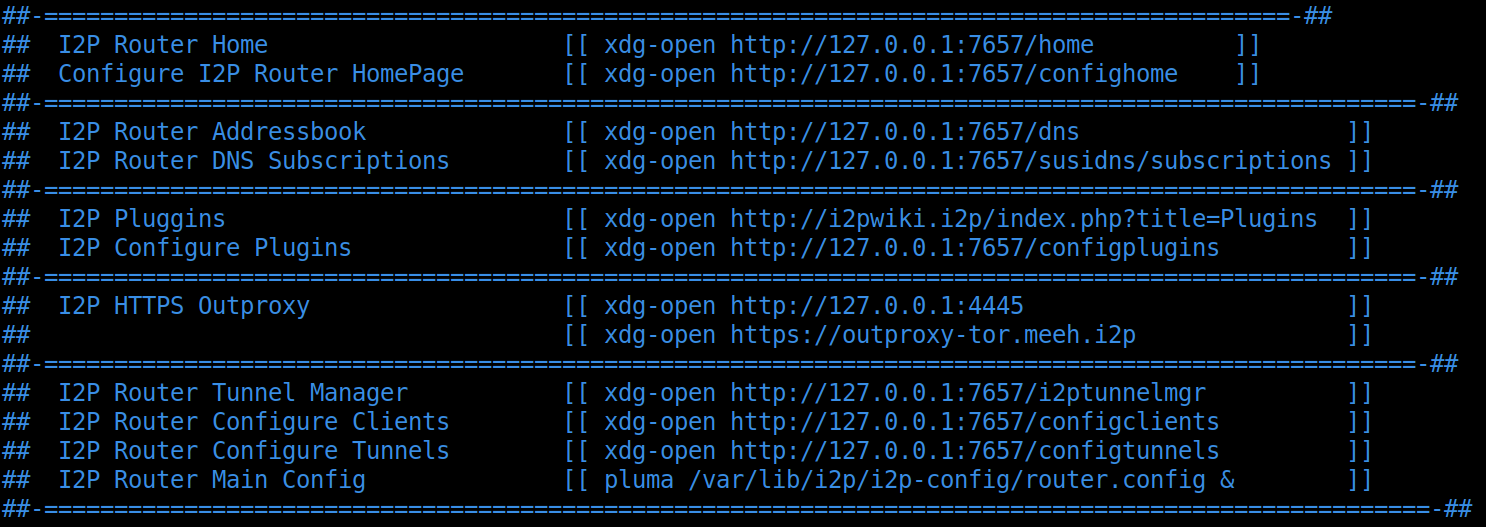 ##-=========================================================================================-##
##  I2P Router Home                     [[ xdg-open http://127.0.0.1:7657/home          ]]
##  Configure I2P Router HomePage       [[ xdg-open http://127.0.0.1:7657/confighome    ]]
##-==================================================================================================-##
##  I2P Router Addressbook              [[ xdg-open http://127.0.0.1:7657/dns                   ]]
##  I2P Router DNS Subscriptions        [[ xdg-open http://127.0.0.1:7657/susidns/subscriptions ]]
##-==================================================================================================-##
##  I2P Pluggins                        [[ xdg-open http://i2pwiki.i2p/index.php?title=Plugins  ]]
##  I2P Configure Plugins               [[ xdg-open http://127.0.0.1:7657/configplugins         ]]
##-==================================================================================================-##
##  I2P HTTPS Outproxy                  [[ xdg-open http://127.0.0.1:4445                       ]]
##                                      [[ xdg-open https://outproxy-tor.meeh.i2p               ]]
##-==================================================================================================-##
##  I2P Router Tunnel Manager           [[ xdg-open http://127.0.0.1:7657/i2ptunnelmgr          ]]
##  I2P Router Configure Clients        [[ xdg-open http://127.0.0.1:7657/configclients         ]]
##  I2P Router Configure Tunnels        [[ xdg-open http://127.0.0.1:7657/configtunnels         ]]
##  I2P Router Main Config              [[ pluma /var/lib/i2p/i2p-config/router.config &        ]]
##-===================================================================================================-##